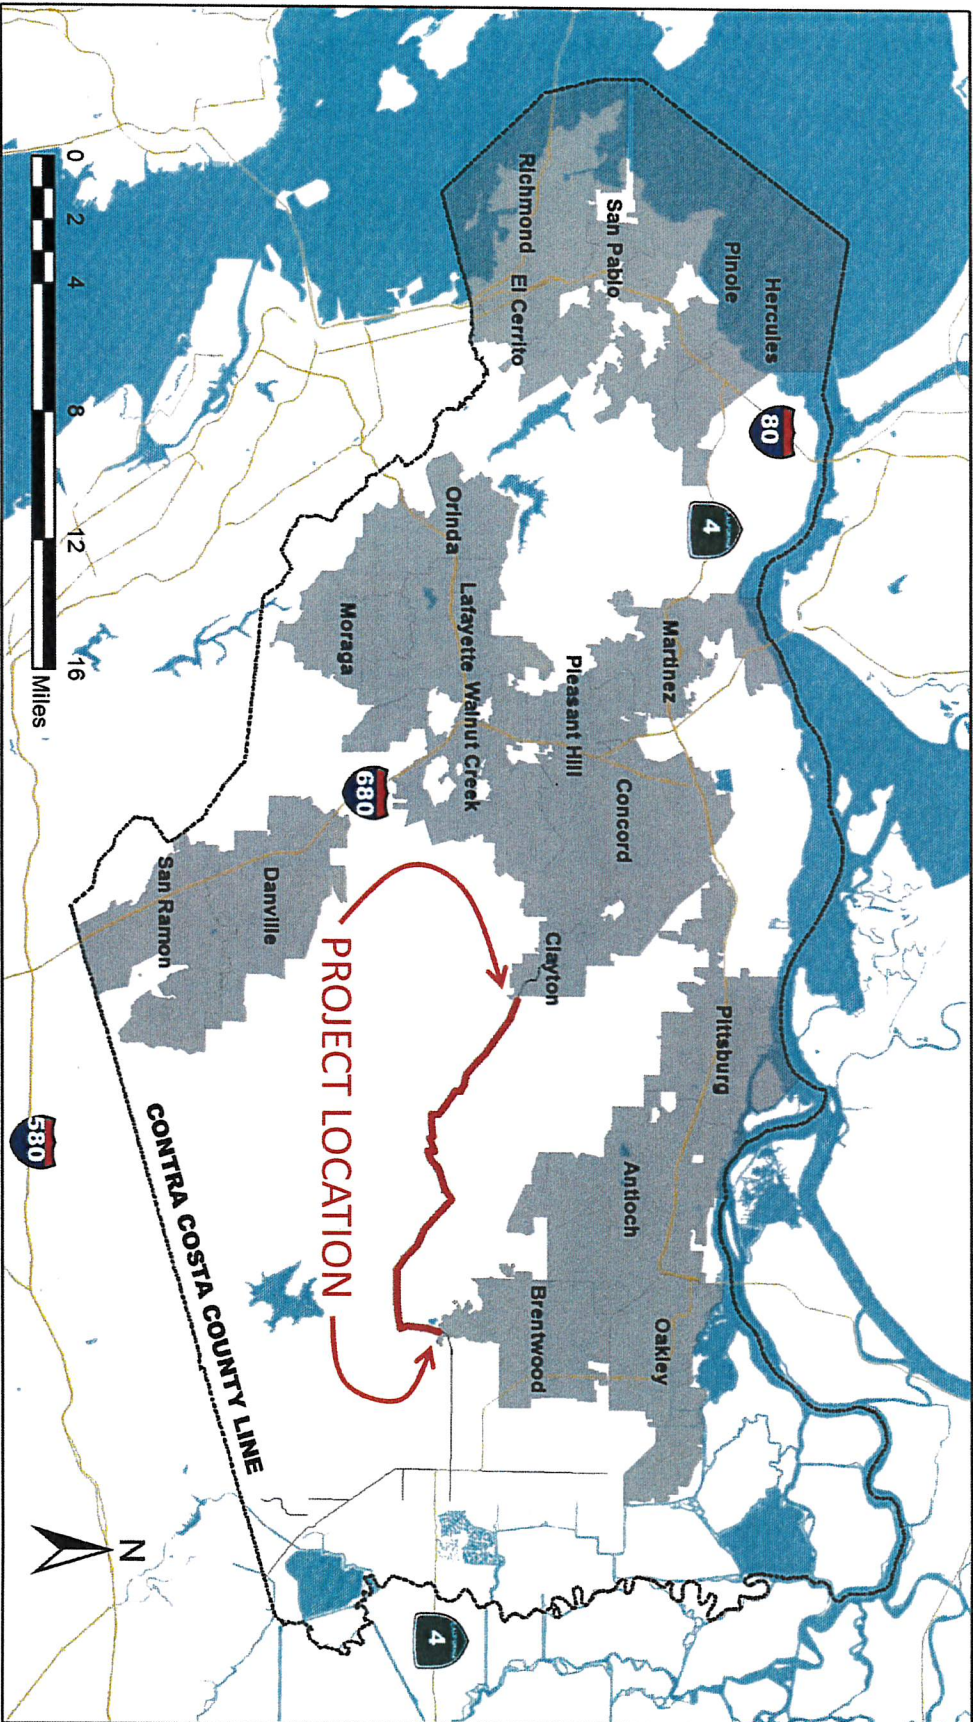 Hercules
Pinole
80
CALIFORNIA
4
San Pablo
Richmond
El Cerrito
Martinez
Pleasant Hill
Concord
Pittsburg
Antioch
Oakley
Orinda
Lafayette
Walnut Creek
Clayton
Brentwood
Moraga
680
CALIFORNIA
4
Danville
San Ramon
PROJECT LOCATION
CONTRA COSTA COUNTY LINE
580
N
0 2 4 8 12 16
Miles